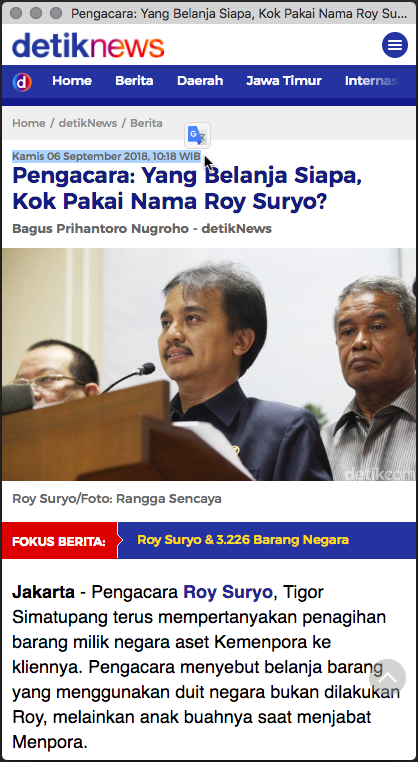 Pengacara: Yang Belanja Siapa, Kok Pakai Nama Roy Su...
detiknews
d Home Berita Daerah Jawa Timur Internas
Home / detikNews / Berita
Kamis 06 September 2018, 10:18 WIB
Pengacara: Yang Belanja Siapa,
Kok Pakai Nama Roy Suryo?
Bagus Prihantoro Nugroho - detikNews
detikcom
Roy Suryo/Foto: Rangga Sencaya
FOKUS BERITA: Roy Suryo & 3.226 Barang Negara
Jakarta - Pengacara Roy Suryo, Tigor
Simatupang terus mempertanyakan penagihan
barang milik negara aset Kemenpora ke
kliennya. Pengacara menyebut belanja barang
yang menggunakan duit negara bukan dilakukan
Roy, melainkan anak buahnya saat menjabat
Menpora.